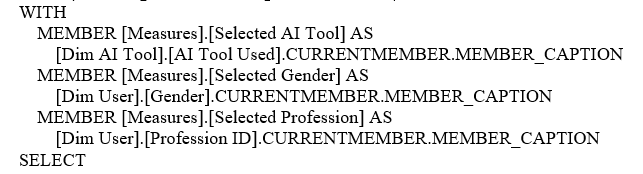 WITH
MEMBER [Measures].[Selected AI Tool] AS
[Dim AI Tool].[AI Tool Used].CURRENTMEMBER.MEMBER_CAPTION
MEMBER [Measures].[Selected Gender] AS
[Dim User].[Gender].CURRENTMEMBER.MEMBER_CAPTION
MEMBER [Measures].[Selected Profession] AS
[Dim User].[Profession ID].CURRENTMEMBER.MEMBER_CAPTION
SELECT